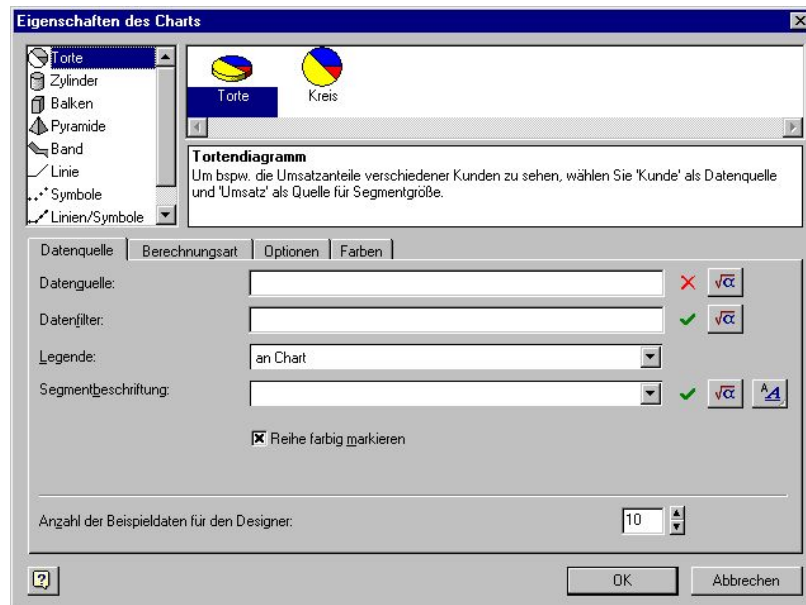 Eigenschaften des Charts
Torte
Zylinder
Balken
Pyramide
Band
Linie
Symbole
Linien/Symbole
Torte
Kreis
Tortendiagramm
Um bspw. die Umsatzanteile verschiedener Kunden zu sehen, wählen Sie 'Kunde' als Datenquelle
und 'Umsatz' als Quelle für Segmentgröße.
Datenquelle Berechnungsart Optionen Farben
Datenquelle: √α
Datenfilter: √α
Legende: an Chart
Segmentbeschriftung: √α AA
Reihe farbig markieren
Anzahl der Beispieldaten für den Designer: 10
OK Abbrechen